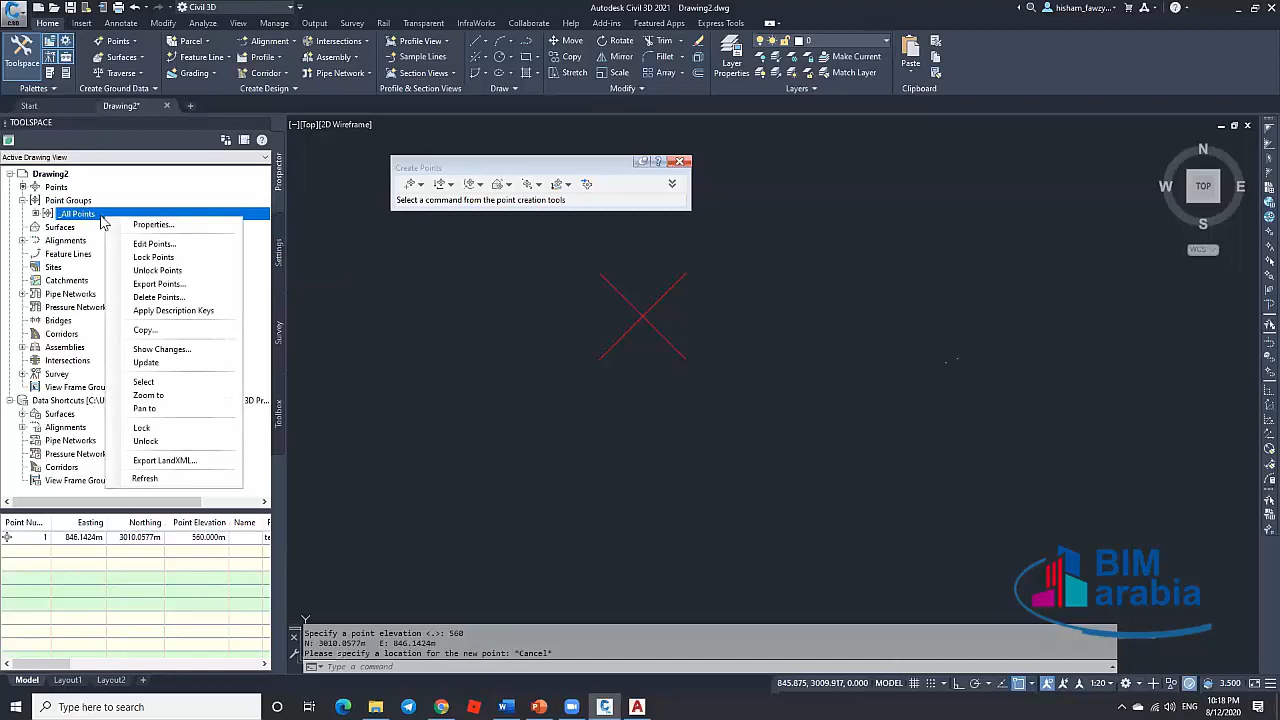 Civil 3D
Autodesk Civil 3D 2021 Drawing2.dwg
hisham_fawzy...
C3D
Home Insert Annotate Modify Analyze View Manage Output Survey Rail Transparent InfraWorks Collaborate Help Add-ins Featured Apps Express Tools
Toolspace
Points
Surfaces
Traverse
Parcel
Feature Line
Grading
Alignment
Profile
Corridor
Intersections
Assembly
Pipe Network
Profile View
Sample Lines
Section Views
Move
Copy
Stretch
Rotate
Mirror
Scale
Trim
Fillet
Array
Layer Properties
0
Make Current
Match Layer
Paste
Palettes Create Ground Data Create Design Profile & Section Views Draw Modify Layers Clipboard
Start Drawing2*
TOOLSPACE
[−][Top][2D Wireframe]
Active Drawing View
Drawing2
Points
Point Groups
_All Points
Surfaces
Alignments
Feature Lines
Sites
Catchments
Pipe Networks
Pressure Network
Bridges
Corridors
Assemblies
Intersections
Survey
View Frame Grou
Data Shortcuts [C:\U
3D Pr...
Surfaces
Alignments
Pipe Networks
Pressure Network
Corridors
View Frame Grou
Properties...
Edit Points...
Lock Points
Unlock Points
Export Points...
Delete Points...
Apply Description Keys
Copy...
Show Changes...
Update
Select
Zoom to
Pan to
Lock
Unlock
Export LandXML...
Refresh
Prospector
Settings
Survey
Toolbox
Create Points
Select a command from the point creation tools
N
W TOP E
S
WCS
Point Nu... Easting Northing Point Elevation Name
1 846.1424m 3010.0577m 560.000m te
BIM
arabia
Y
Specify a point elevation <.>: 560
N: 3010.0577m E: 846.1424m
Please specify a location for the new point: *Cancel*
Type a command
Model Layout1 Layout2 +
845.875, 3009.917, 0.000 MODEL 1:20 3.500
Type here to search
10:18 PM
8/12/2020